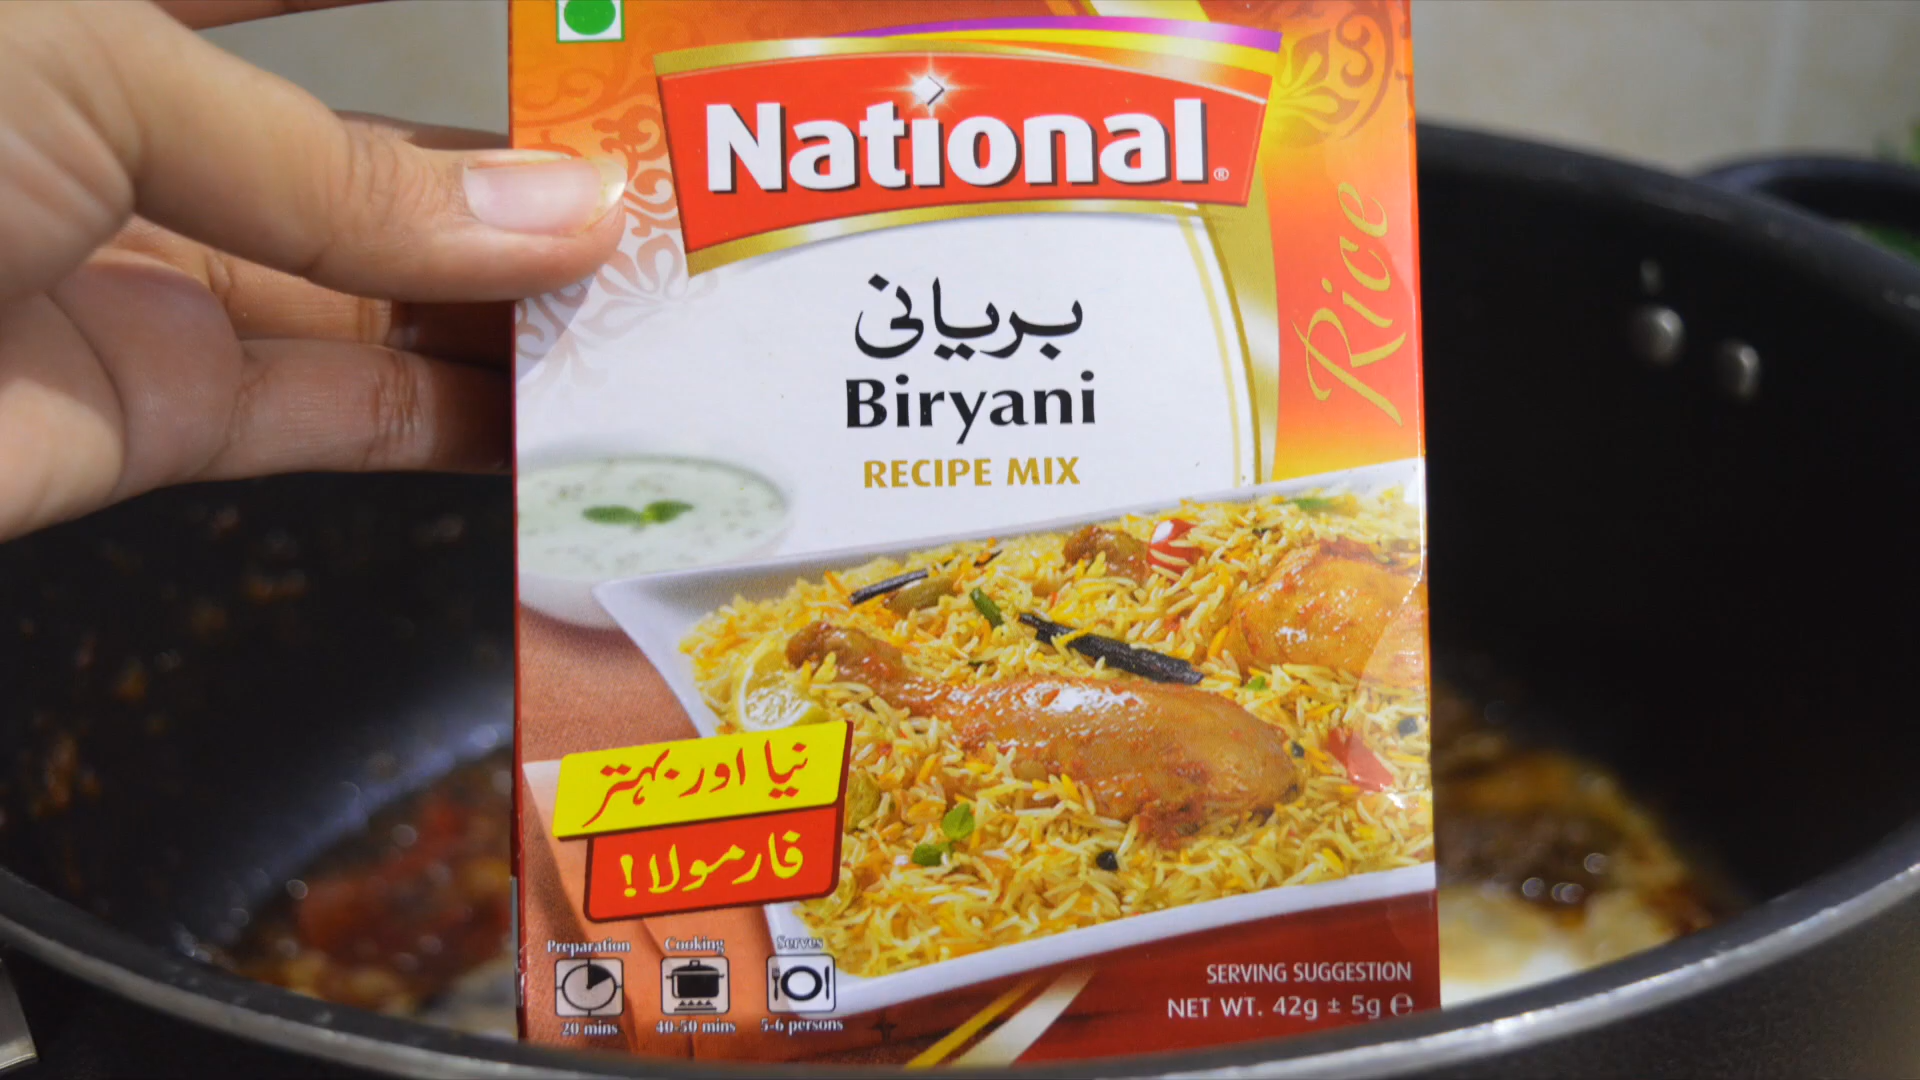 National®
Rice
بریانی
Biryani
RECIPE MIX
نیا اور بہتر
فارمولا!
Preparation
20 mins
Cooking
40-50 mins
Serves
5-6 persons
SERVING SUGGESTION
NET WT. 42g ± 5g ℮